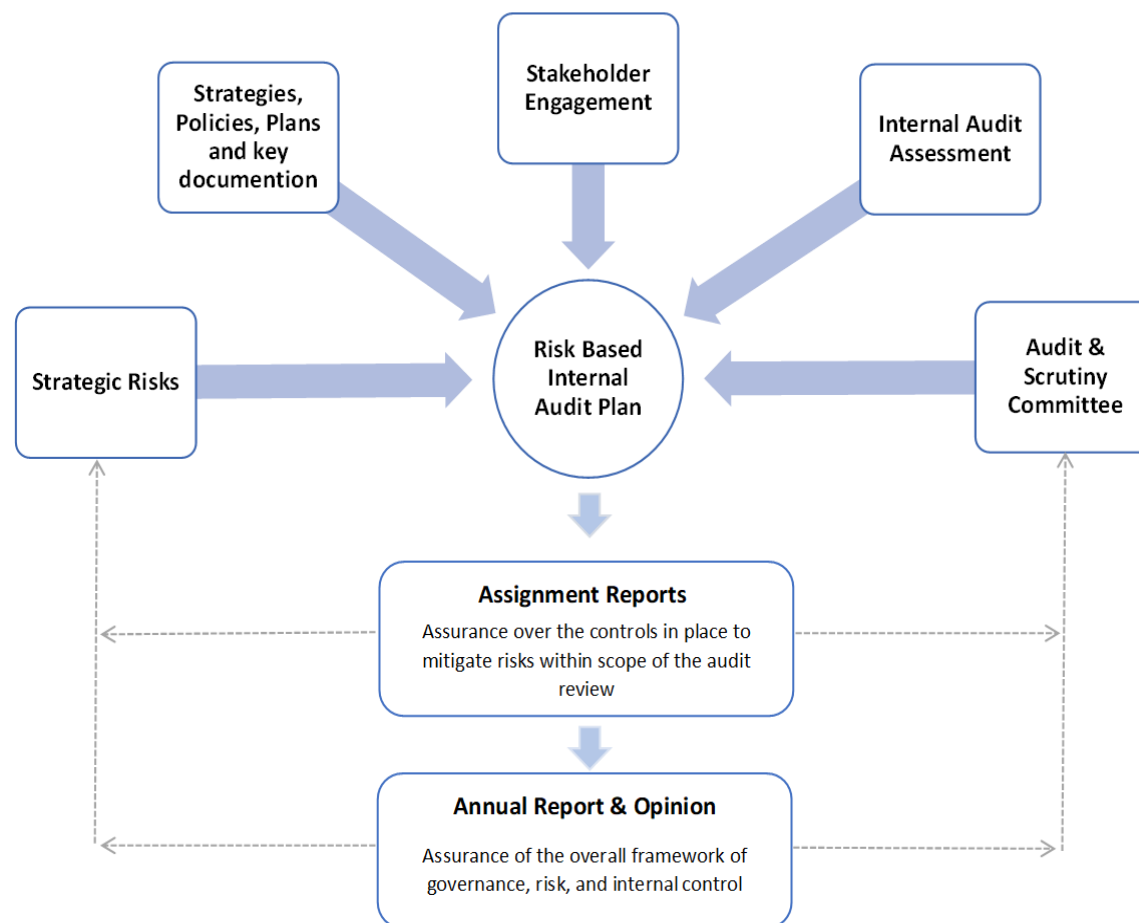 Stakeholder
Engagement
Strategies,
Policies, Plans
and key
documention
Internal Audit
Assessment
Strategic Risks
Risk Based
Internal
Audit Plan
Audit &
Scrutiny
Committee
Assignment Reports
Assurance over the controls in place to
mitigate risks within scope of the audit
review
Annual Report & Opinion
Assurance of the overall framework of
governance, risk, and internal control